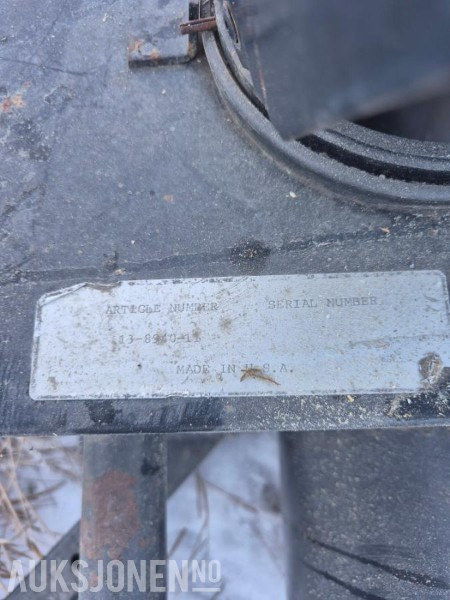 ARTICLE NUMBER SERIAL NUMBER
MADE IN U.S.A.
AUKSJONEN.NO